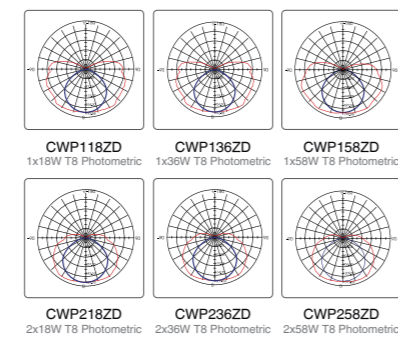 CWP118ZD CWP136ZD CWP158ZD
1x18W T8 Photometric 1x36W T8 Photometric 1x58W T8 Photometric
CWP218ZD CWP236ZD CWP258ZD
2x18W T8 Photometric 2x36W T8 Photometric 2x58W T8 Photometric